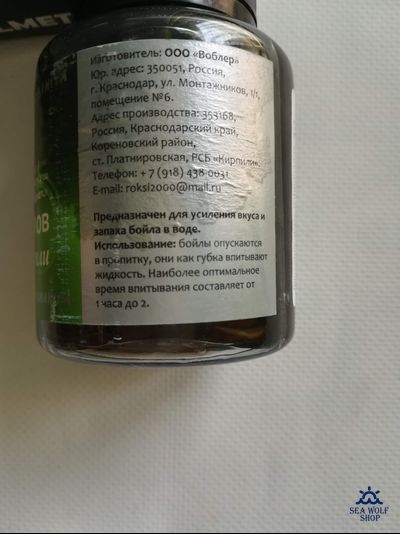 LMET
Изготовитель: ООО «Воблер»
Юр. адрес: 350051, Россия,
г. Краснодар, ул. Монтажников, 1/1,
помещение №6.
Адрес производства: 353168,
Россия, Краснодарский край,
Кореновский район,
ст. Платнировская, РСБ «Кирпили».
Телефон: +7 (918) 438-0031
E-mail: roksi2000@mail.ru
Предназначен для усиления вкуса и
запаха бойла в воде.
Использование: бойлы опускаются
в пропитку, они как губка впитывают
жидкость. Наиболее оптимальное
время впитывания составляет от
1 часа до 2.
ОВ
SEA WOLF
SHOP